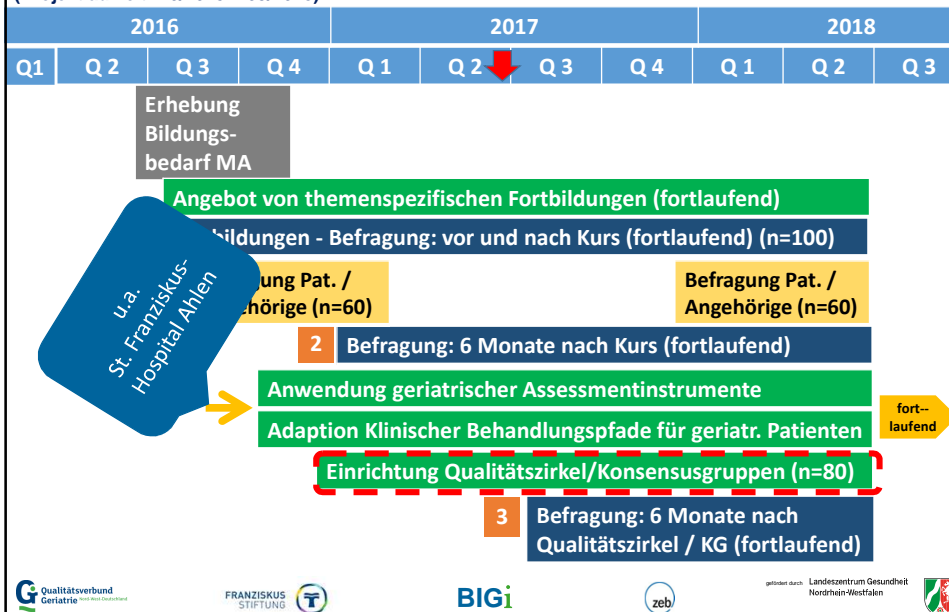 2016 2017 2018
Q1 Q 2 Q 3 Q 4 Q 1 Q 2 Q 3 Q 4 Q 1 Q 2 Q 3
Erhebung
Bildungs-
bedarf MA
Angebot von themenspezifischen Fortbildungen (fortlaufend)
bildungen - Befragung: vor und nach Kurs (fortlaufend) (n=100)
u.a.
St. Franziskus-
Hospital Ahlen
gung Pat. /
ehörige (n=60)
Befragung Pat. /
Angehörige (n=60)
2 Befragung: 6 Monate nach Kurs (fortlaufend)
Anwendung geriatrischer Assessmentinstrumente
Adaption Klinischer Behandlungspfade für geriatr. Patienten
fort--
laufend
Einrichtung Qualitätszirkel/Konsensusgruppen (n=80)
3 Befragung: 6 Monate nach
Qualitätszirkel / KG (fortlaufend)
Qualitätsverbund
Geriatrie Nord-West-Deutschland
FRANZISKUS
STIFTUNG
BIGi
zeb
gefördert durch Landeszentrum Gesundheit
Nordrhein-Westfalen